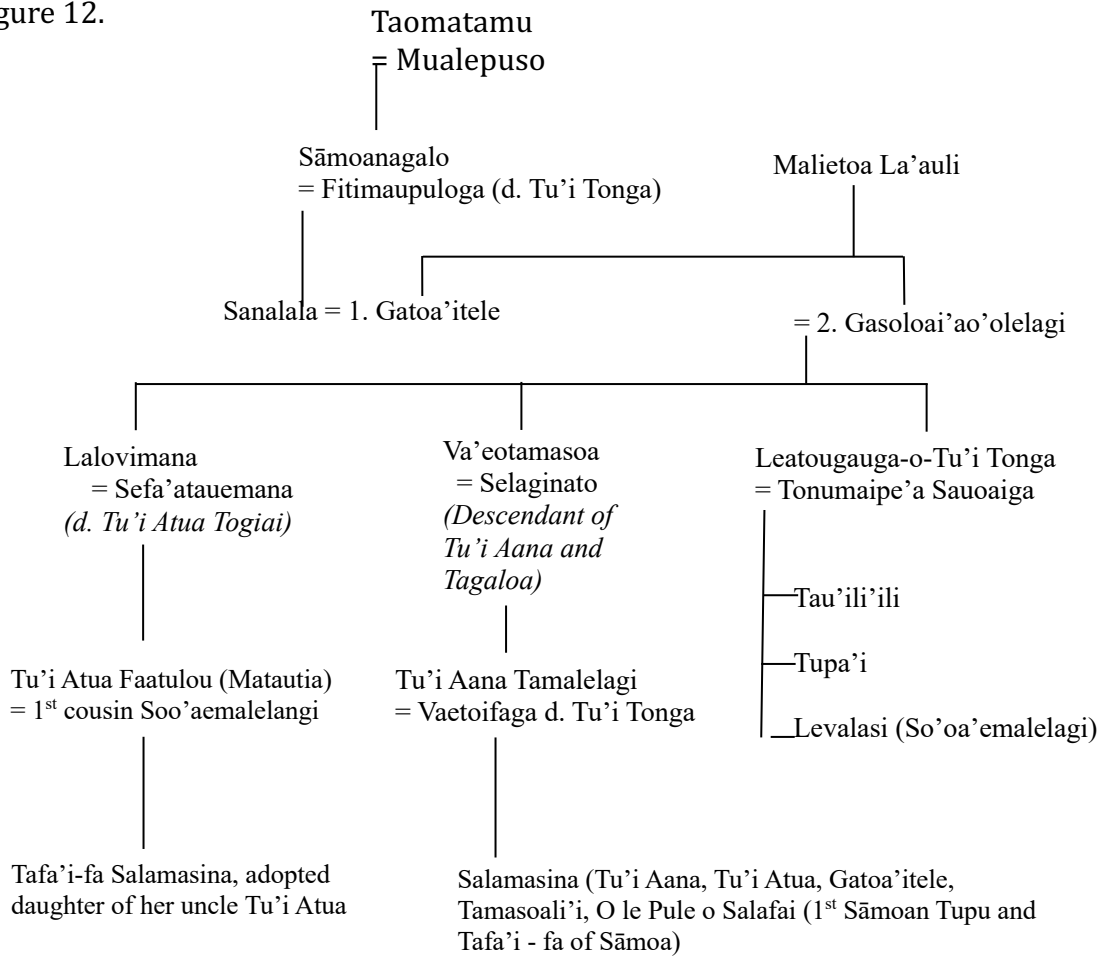 gure 12.
Taomatamu
= Mualepuso
Sāmoanagalo
= Fitimaupuloga (d. Tu’i Tonga)
Malietoa La’auli
Sanalala = 1. Gatoa’itele
= 2. Gasoloai’ao’olelagi
Lalovimana
= Sefa’atauemana
(d. Tu’i Atua Togiai)
Va’eotamasoa
= Selaginato
(Descendant of
Tu’i Aana and
Tagaloa)
Leatougauga-o-Tu’i Tonga
= Tonumaipe’a Sauoaiga
Tau’ili’ili
Tupa’i
Levalasi (So’oa’emalelagi)
Tu’i Atua Faatulou (Matautia)
= 1st cousin Soo’aemalelangi
Tu’i Aana Tamalelagi
= Vaetoifaga d. Tu’i Tonga
Tafa’i-fa Salamasina, adopted
daughter of her uncle Tu’i Atua
Salamasina (Tu’i Aana, Tu’i Atua, Gatoa’itele,
Tamasoali’i, O le Pule o Salafai (1st Sāmoan Tupu and
Tafa’i - fa of Sāmoa)